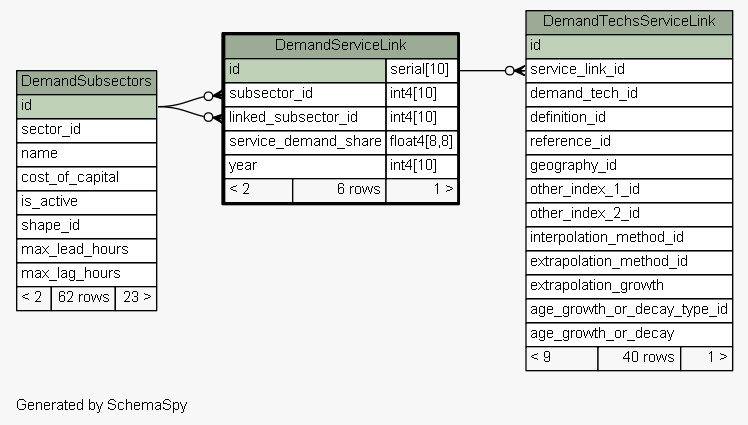 DemandSubsectors
id
sector_id
name
cost_of_capital
is_active
shape_id
max_lead_hours
max_lag_hours
< 2 62 rows 23 >
DemandServiceLink
id serial[10]
subsector_id int4[10]
linked_subsector_id int4[10]
service_demand_share float4[8,8]
year int4[10]
< 2 6 rows 1 >
DemandTechsServiceLink
id
service_link_id
demand_tech_id
definition_id
reference_id
geography_id
other_index_1_id
other_index_2_id
interpolation_method_id
extrapolation_method_id
extrapolation_growth
age_growth_or_decay_type_id
age_growth_or_decay
< 9 40 rows 1 >
Generated by SchemaSpy